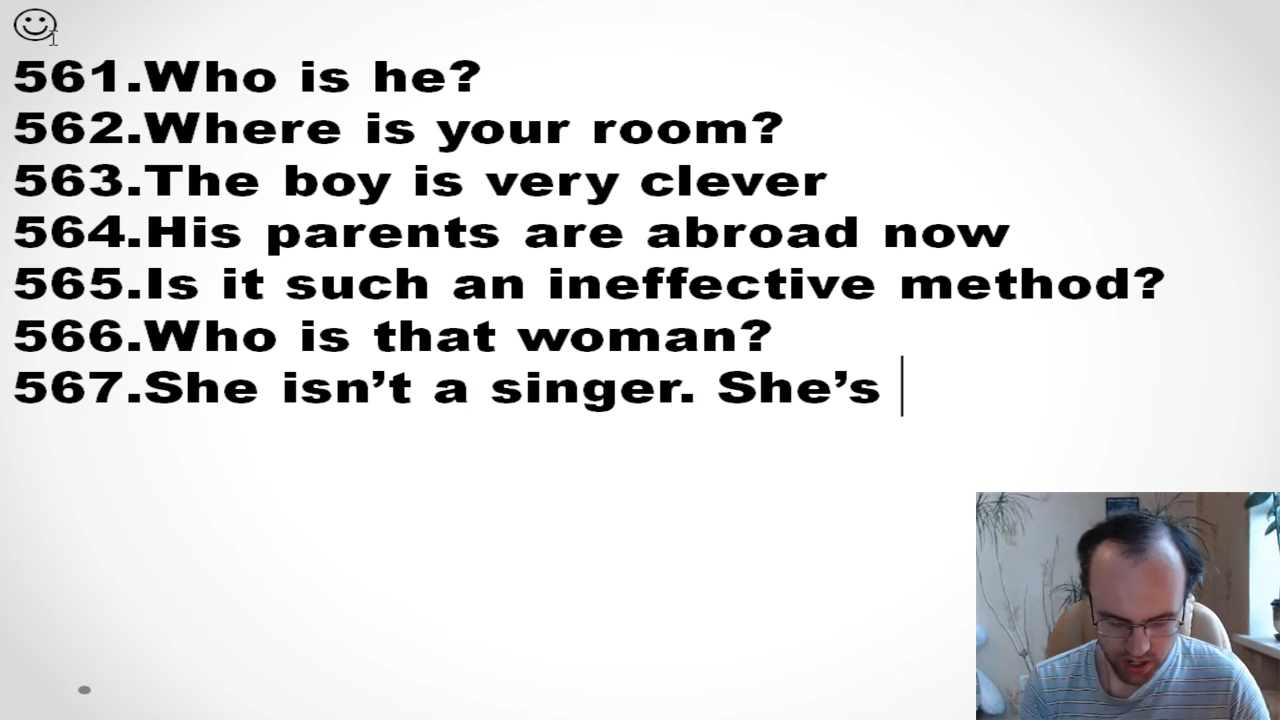 561.Who is he?
562.Where is your room?
563.The boy is very clever
564.His parents are abroad now
565.Is it such an ineffective method?
566.Who is that woman?
567.She isn’t a singer. She’s